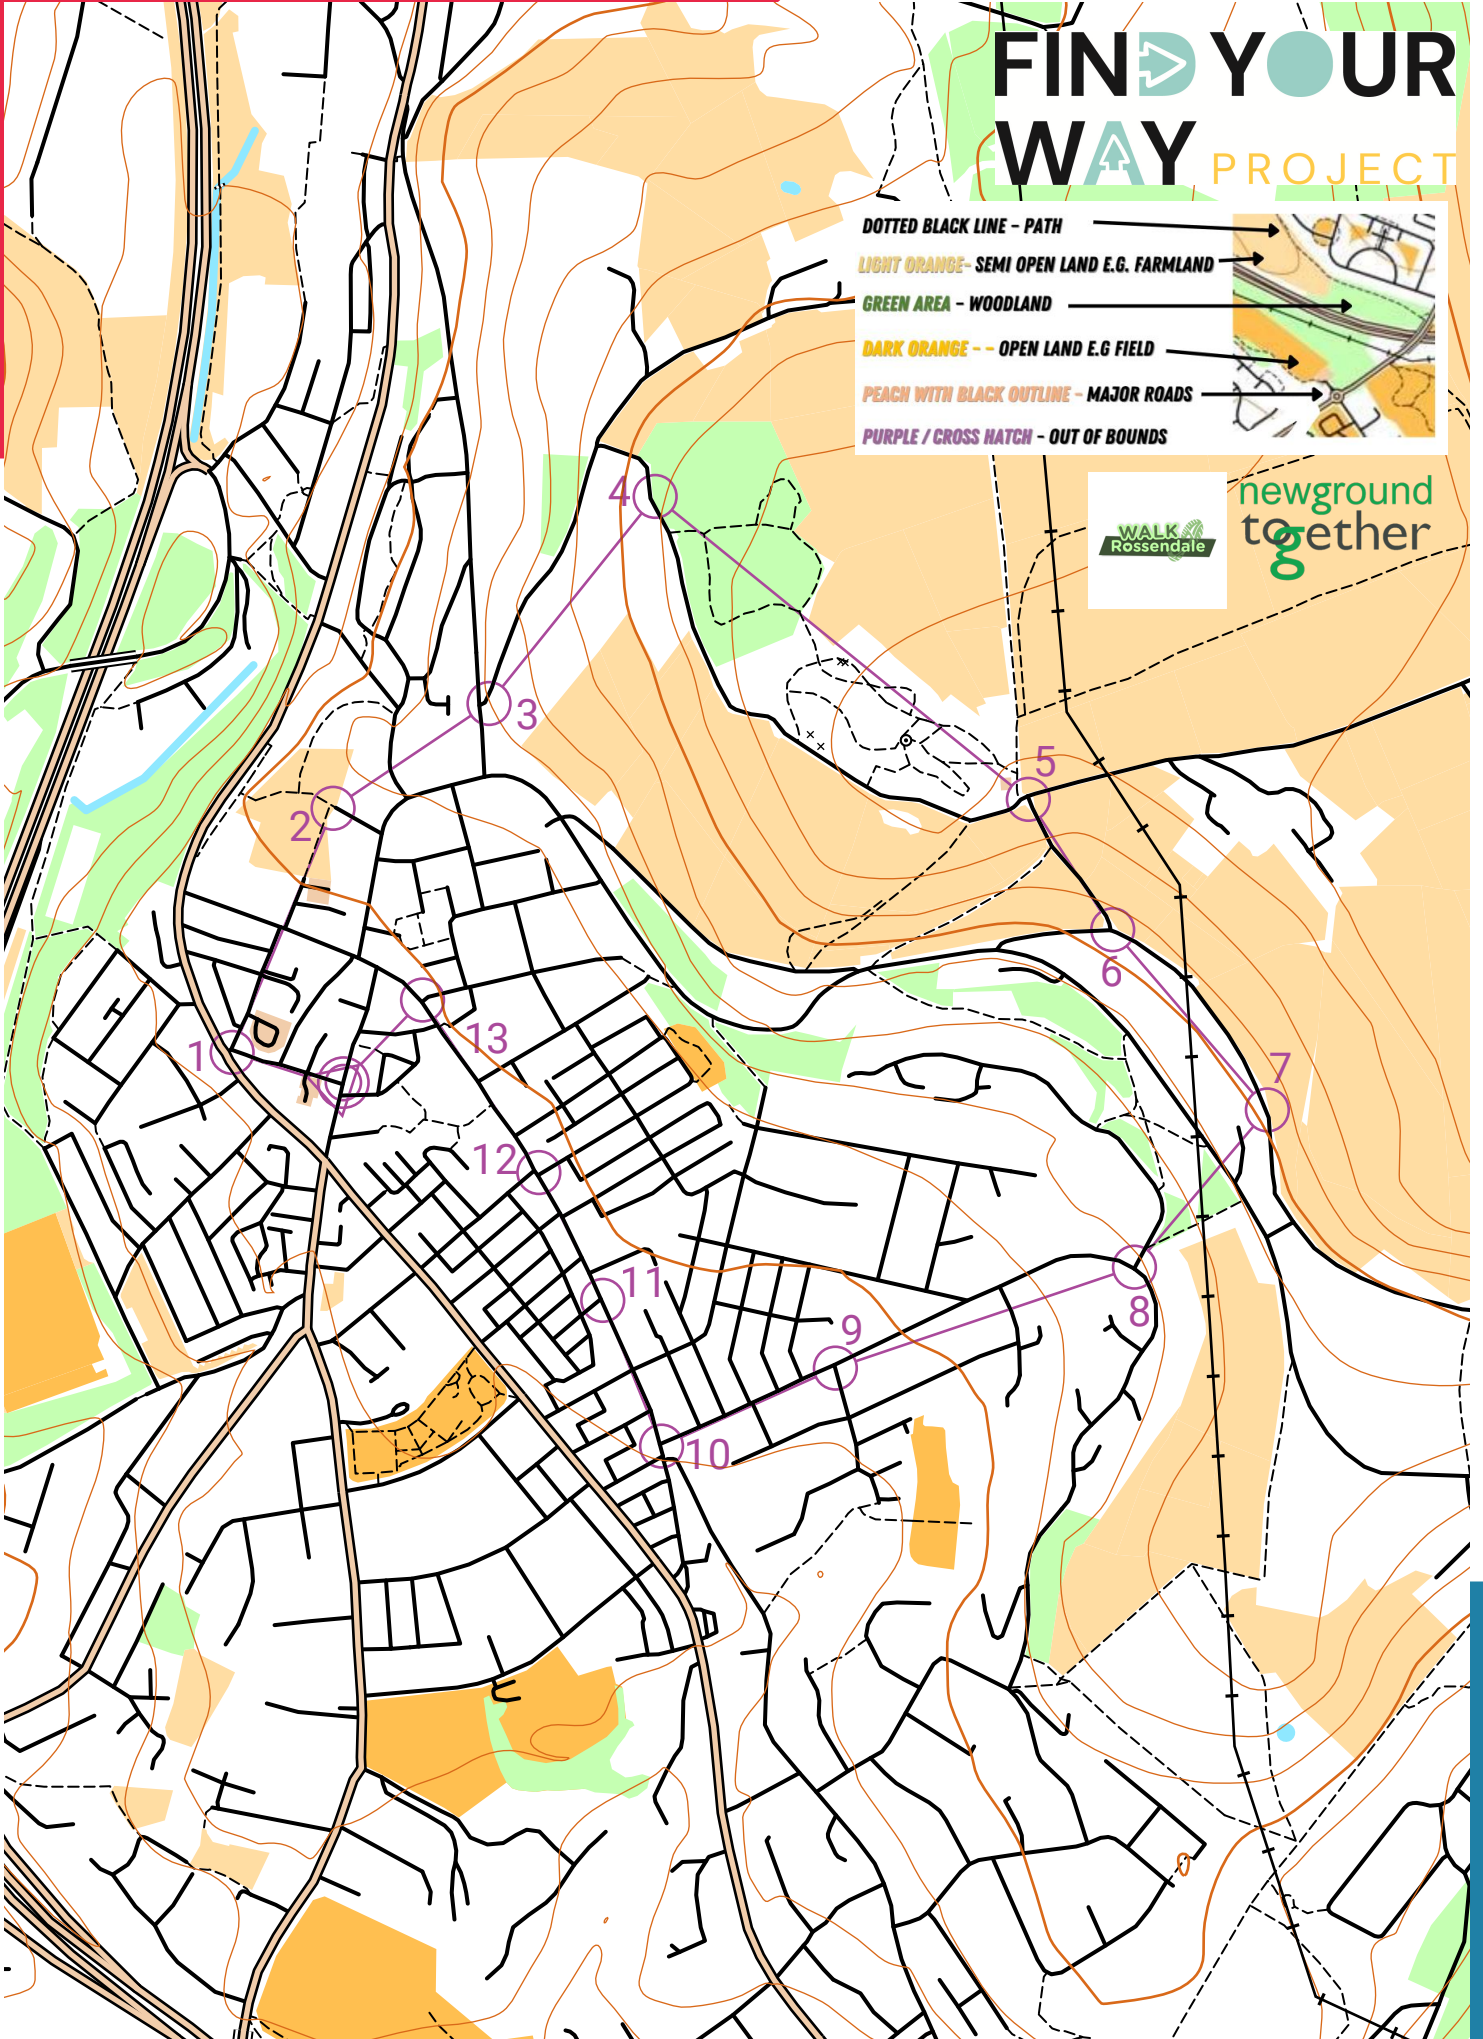 FIND YOUR
WAY PROJECT
DOTTED BLACK LINE - PATH
LIGHT ORANGE- SEMI OPEN LAND E.G. FARMLAND
GREEN AREA - WOODLAND
DARK ORANGE - - OPEN LAND E.G FIELD
PEACH WITH BLACK OUTLINE - MAJOR ROADS
PURPLE / CROSS HATCH - OUT OF BOUNDS
WALK
Rossendale
newground
together
4
3
5
2
6
13
1
7
12
11
8
9
10